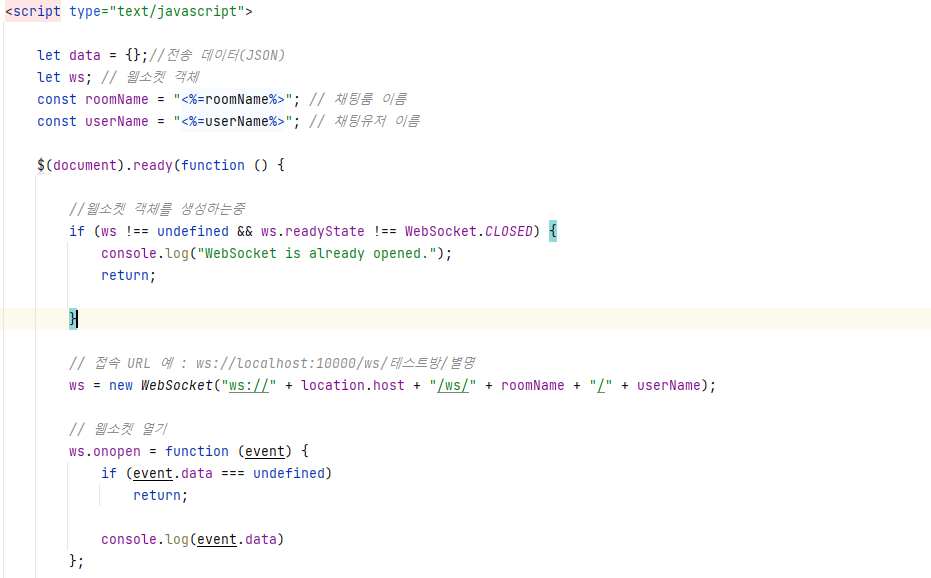 <script type="text/javascript">
let data = {};//전송 데이터(JSON)
let ws; // 웹소켓 객체
const roomName = "<%=roomName%>"; // 채팅룸 이름
const userName = "<%=userName%>"; // 채팅유저 이름
$(document).ready(function () {
//웹소켓 객체를 생성하는중
if (ws !== undefined && ws.readyState !== WebSocket.CLOSED) {
console.log("WebSocket is already opened.");
return;
}
// 접속 URL 예 : ws://localhost:10000/ws/테스트방/별명
ws = new WebSocket("ws://" + location.host + "/ws/" + roomName + "/" + userName);
// 웹소켓 열기
ws.onopen = function (event) {
if (event.data === undefined)
return;
console.log(event.data)
};